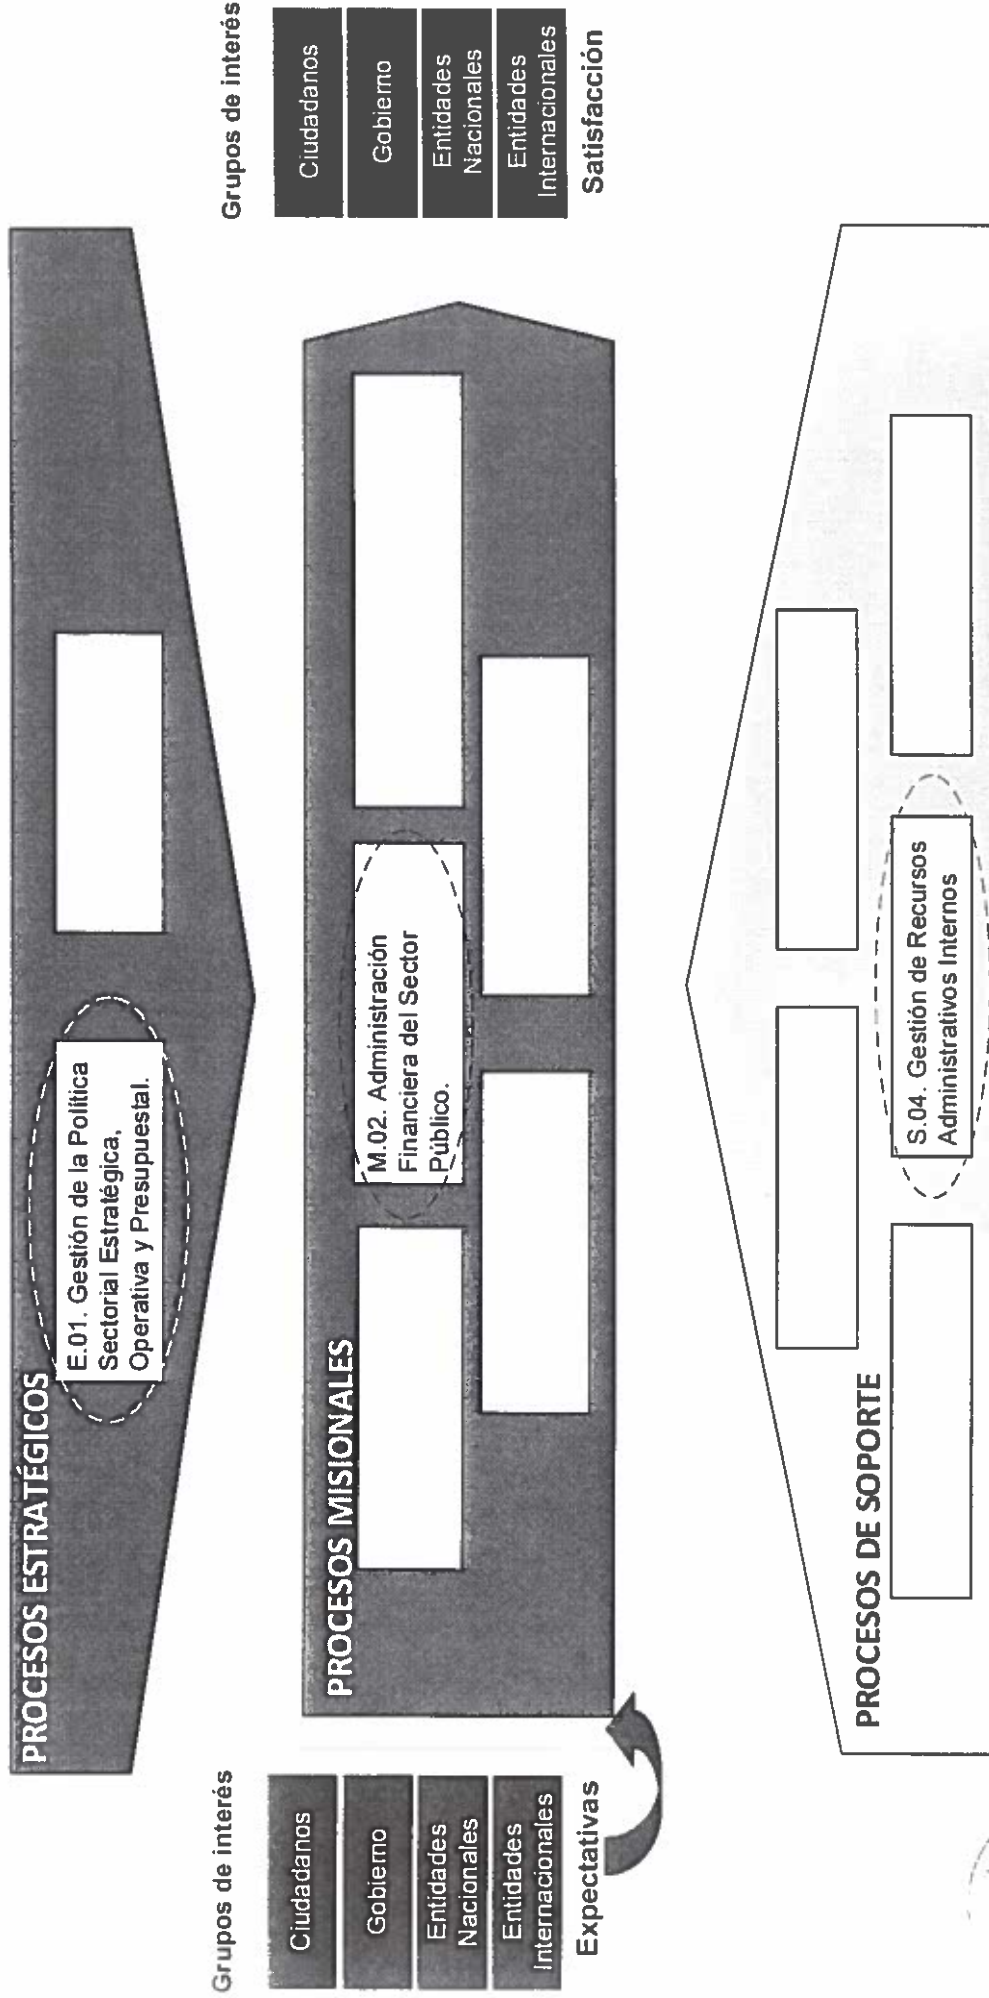 PROCESOS ESTRATÉGICOS
E.01. Gestión de la Política
Sectorial Estratégica,
Operativa y Presupuestal.
Grupos de interés
Ciudadanos
Gobierno
Entidades
Nacionales
Entidades
Internacionales
Expectativas
PROCESOS MISIONALES
M.02. Administración
Financiera del Sector
Público.
Grupos de interés
Ciudadanos
Gobierno
Entidades
Nacionales
Entidades
Internacionales
Satisfacción
PROCESOS DE SOPORTE
S.04. Gestión de Recursos
Administrativos Internos